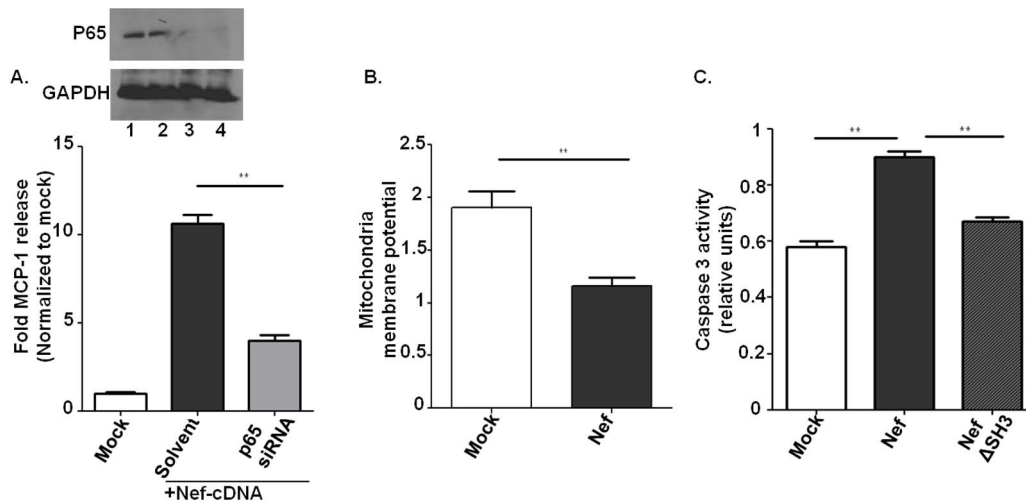 P65
A.
GAPDH
1 2 3 4
15
10
5
0
Fold MCP-1 release
(Normalized to mock)
**
Mock
Solvent
p65
siRNA
+Nef-cDNA
B.
2.5
2
1.5
1
0.5
0
Mitochondria
membrane potential
**
Mock
Nef
C.
1
0.8
0.6
0.4
0.2
0
Caspase 3 activity
(relative units)
**
**
Mock
Nef
Nef
ΔSH3